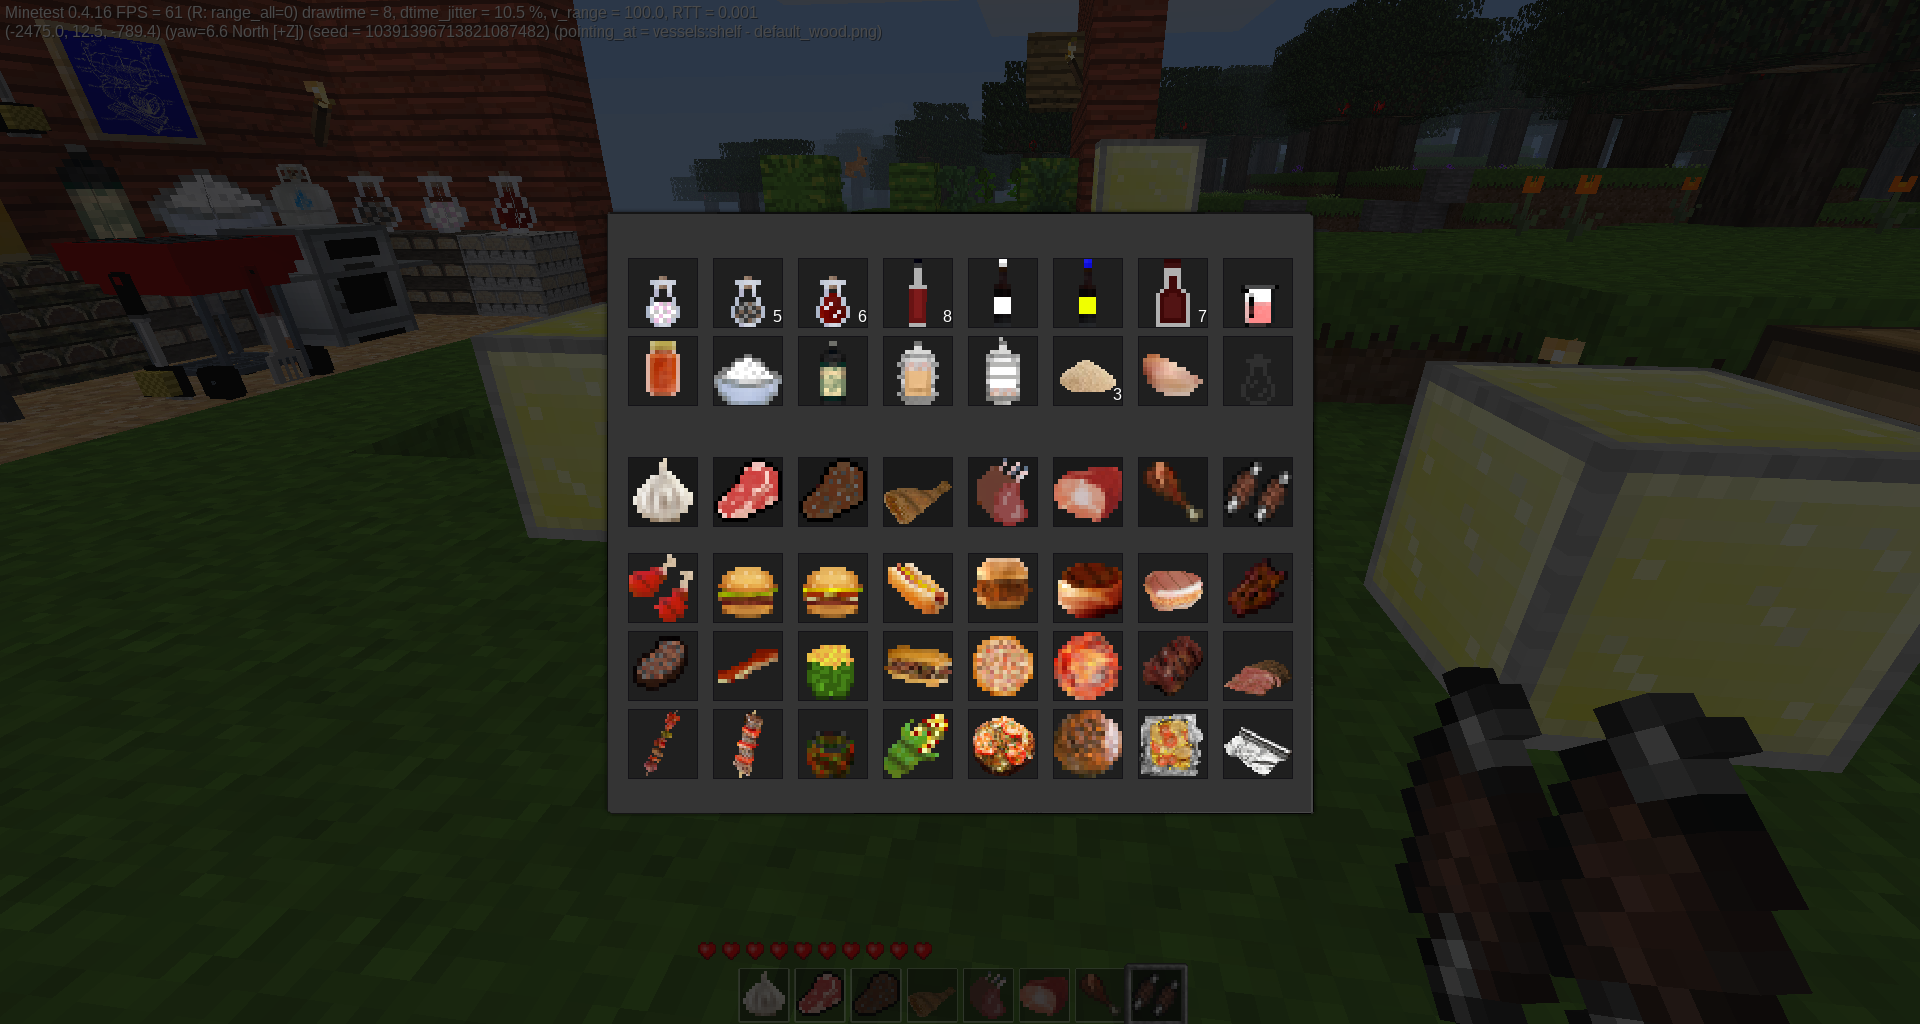 Minetest 0.4.16 FPS = 61 (R: range_all=0) drawtime = 8, dtime_jitter = 10.5 %, v_range = 100.0, RTT = 0.001
(-2475.0, 12.5, -789.4) (yaw=6.6 North [+Z]) (seed = 10391396713821087482) (pointing_at = vessels:shelf - default_wood.png)
5 6 8 7
3